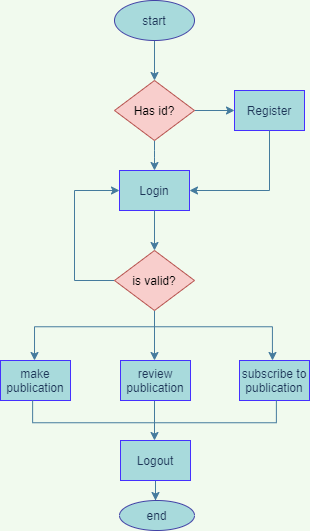 start
Has id?
Register
Login
is valid?
make
publication
review
publication
subscribe to
publication
Logout
end